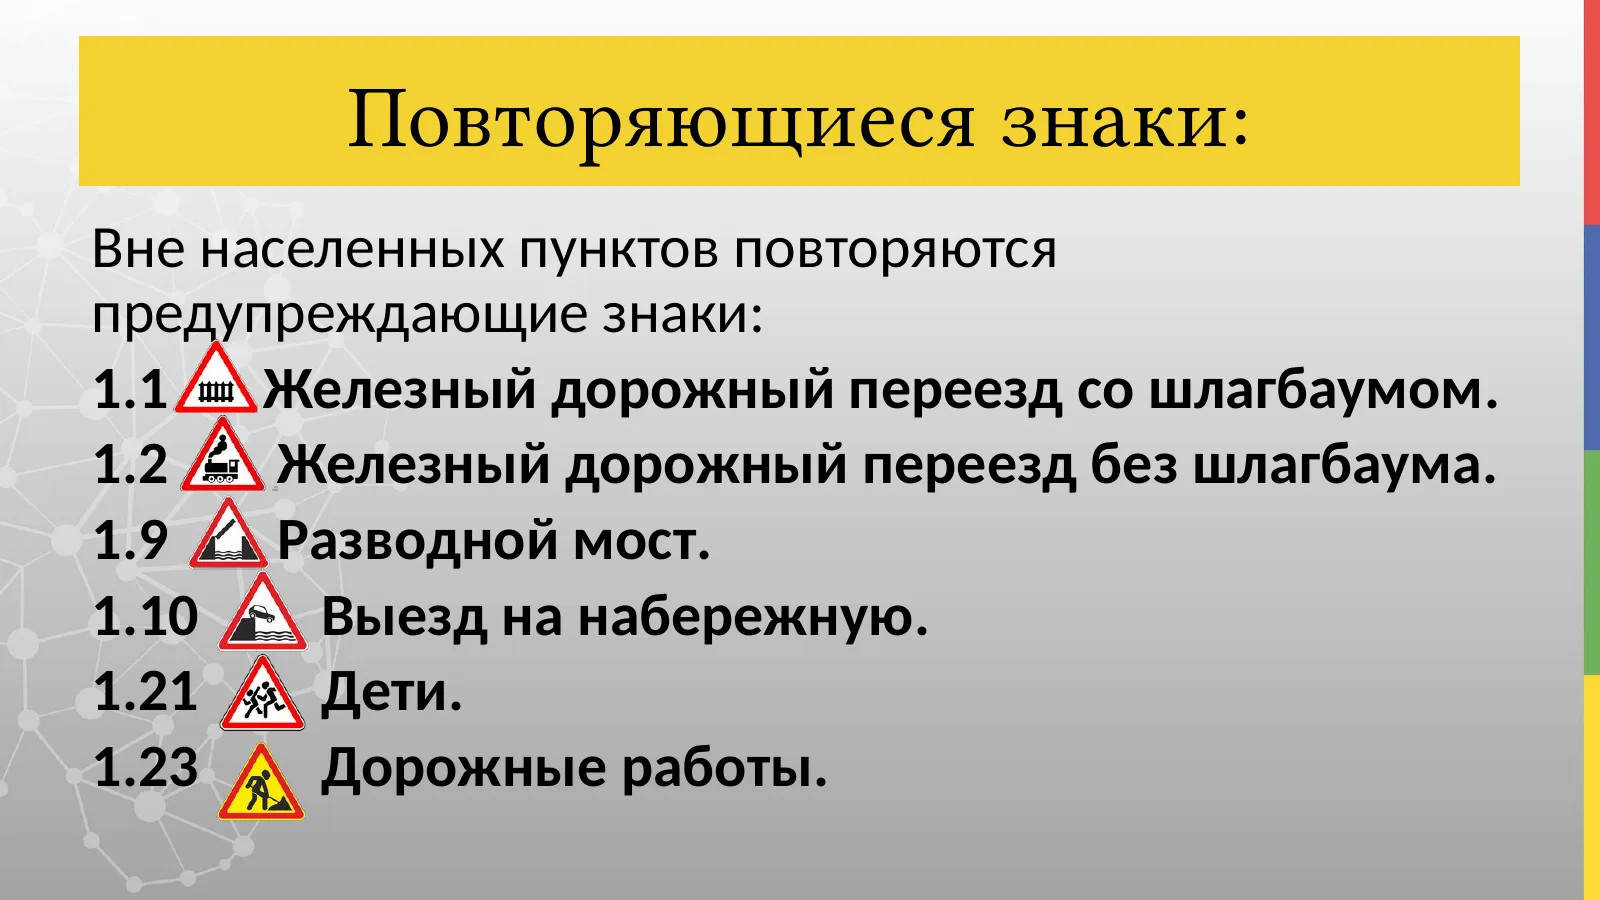 Повторяющиеся знаки:
Вне населенных пунктов повторяются
предупреждающие знаки:
1.1 Железный дорожный переезд со шлагбаумом.
1.2 Железный дорожный переезд без шлагбаума.
1.9 Разводной мост.
1.10 Выезд на набережную.
1.21 Дети.
1.23 Дорожные работы.